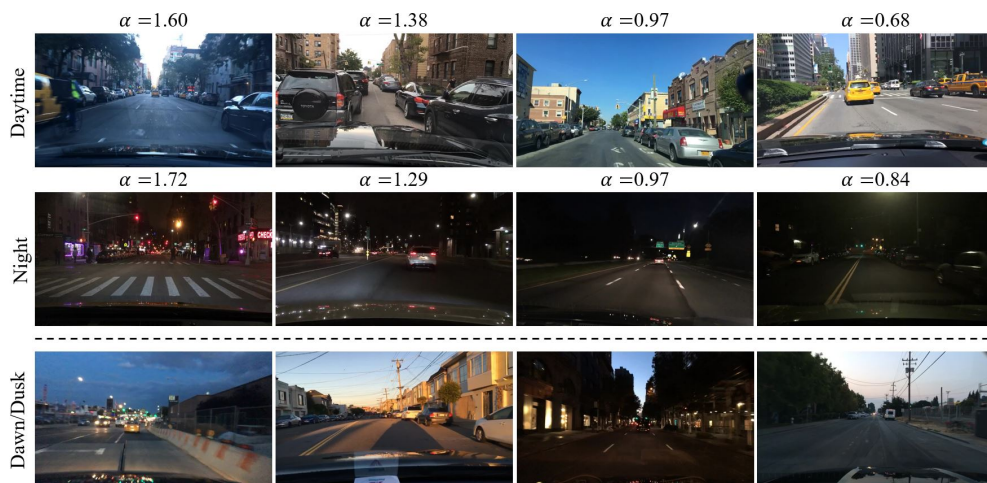 α =1.60 α =1.38 α =0.97 α =0.68
Daytime
α =1.72 α =1.29 α =0.97 α =0.84
Night
CHECK
Dawn/Dusk